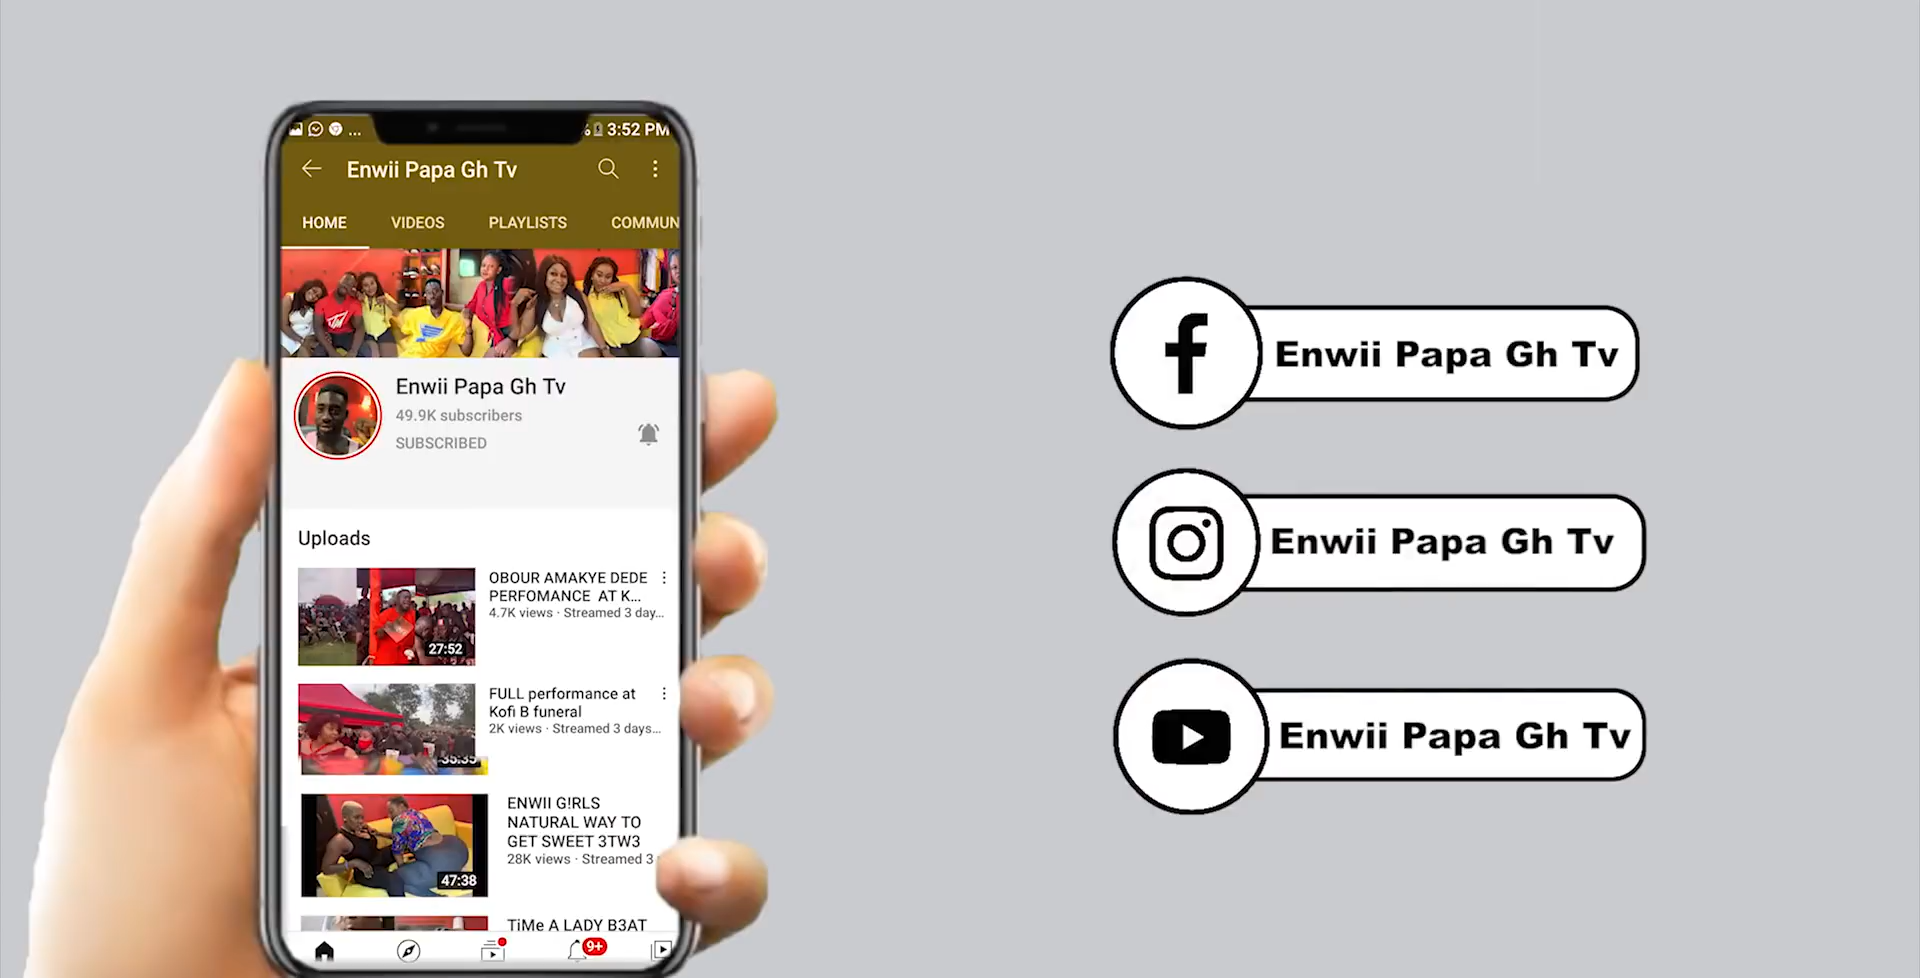 ... % 3:52 PM
Enwii Papa Gh Tv
HOME VIDEOS PLAYLISTS COMMUN
Enwii Papa Gh Tv
49.9K subscribers
SUBSCRIBED
Uploads
OBOUR AMAKYE DEDE
PERFOMANCE AT K...
4.7K views · Streamed 3 day...
27:52
FULL performance at
Kofi B funeral
2K views · Streamed 3 days...
35:35
ENWII G!RLS
NATURAL WAY TO
GET SWEET 3TW3
28K views · Streamed 3
47:38
TiMe A LADY B3AT
9+
Enwii Papa Gh Tv
Enwii Papa Gh Tv
Enwii Papa Gh Tv